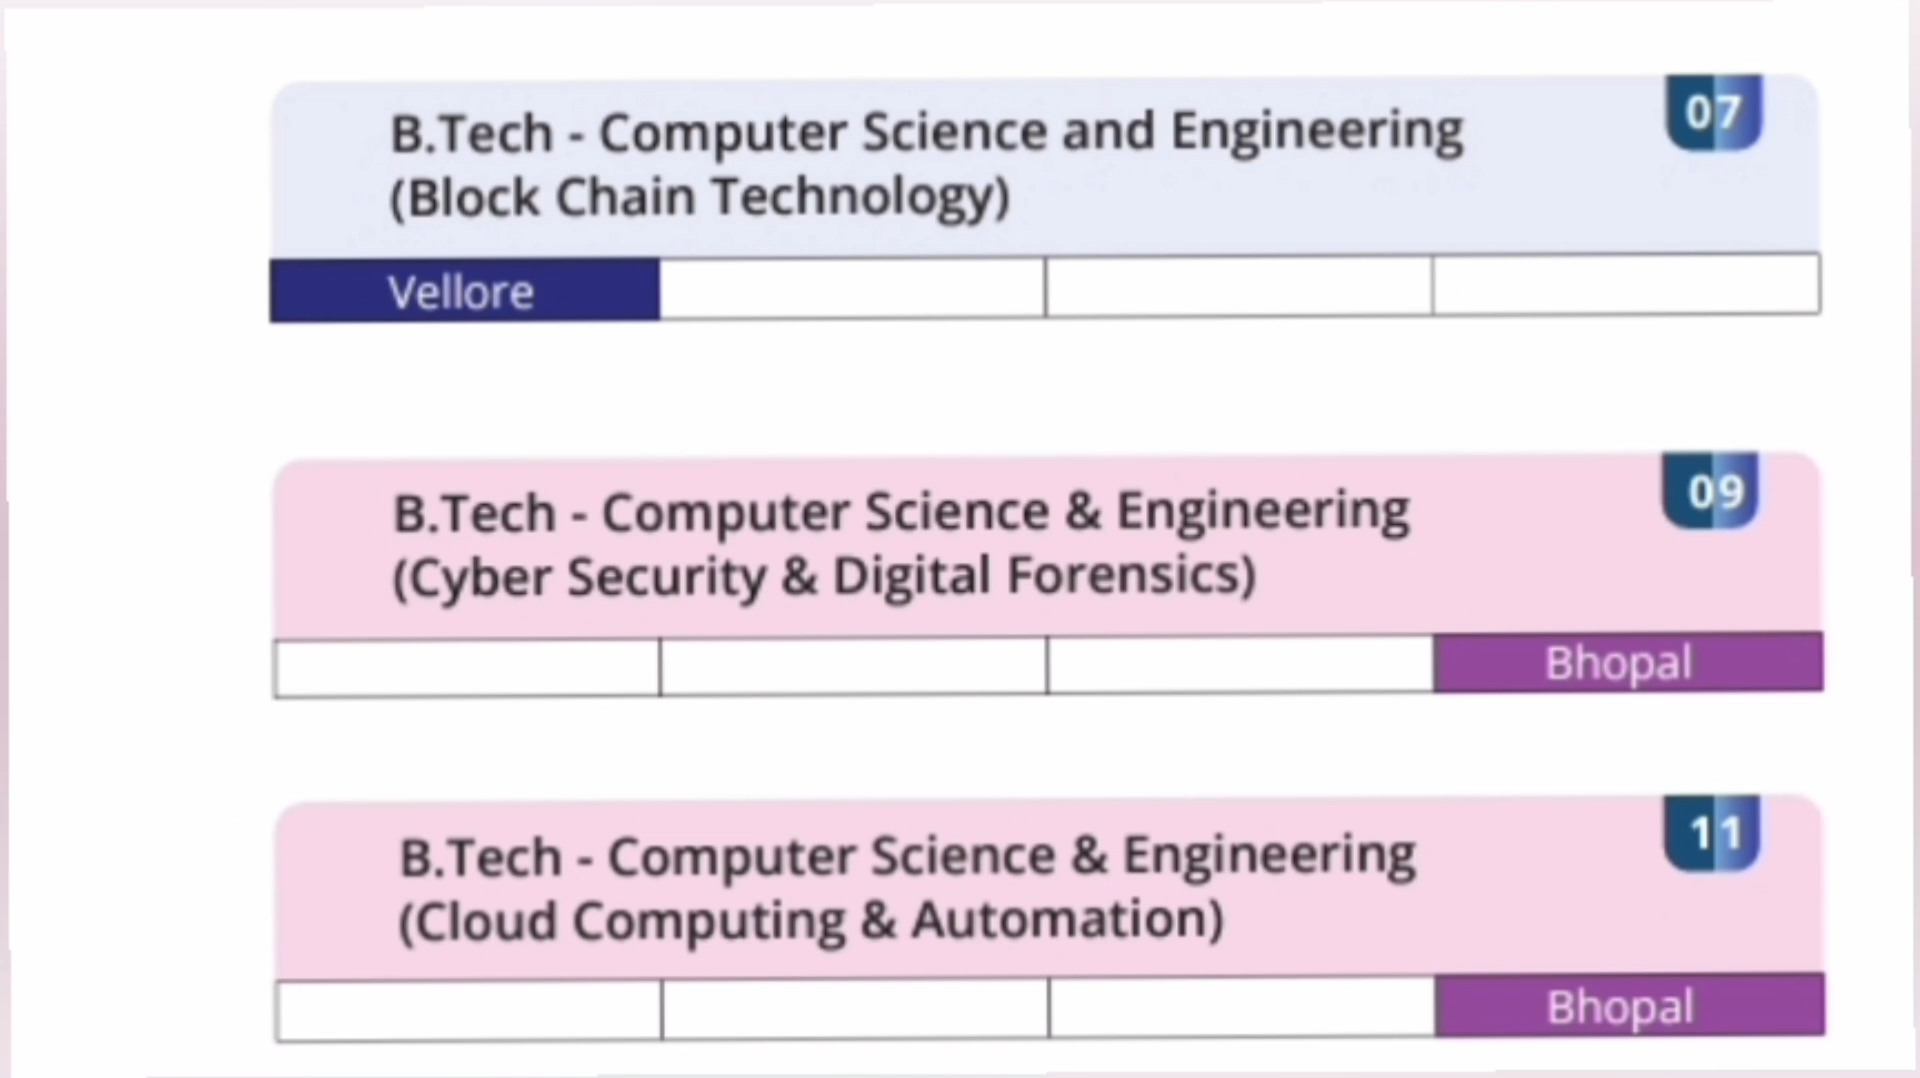 07
B.Tech - Computer Science and Engineering
(Block Chain Technology)
Vellore
09
B.Tech - Computer Science & Engineering
(Cyber Security & Digital Forensics)
Bhopal
11
B.Tech - Computer Science & Engineering
(Cloud Computing & Automation)
Bhopal